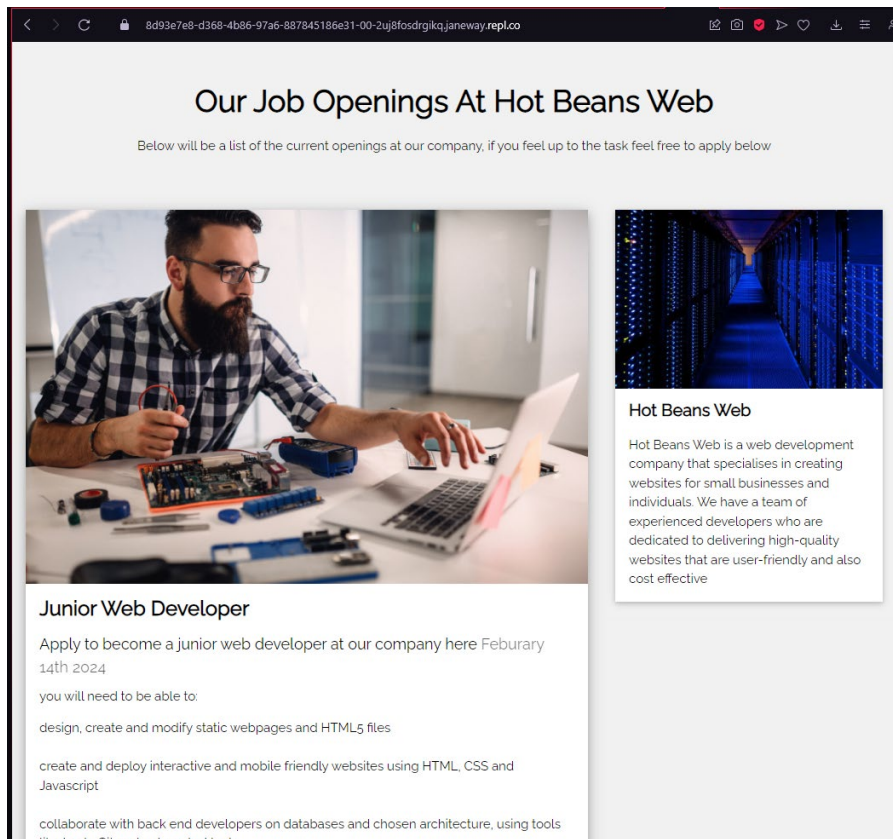 8d93e7e8-d368-4b86-97a6-887845186e31-00-2uj8fosdrgikq.janeway.repl.co
Our Job Openings At Hot Beans Web
Below will be a list of the current openings at our company, if you feel up to the task feel free to apply below
Junior Web Developer
Apply to become a junior web developer at our company here Feburary
14th 2024
you will need to be able to:
design, create and modify static webpages and HTML5 files
create and deploy interactive and mobile friendly websites using HTML, CSS and
Javascript
collaborate with back end developers on databases and chosen architecture, using tools
Hot Beans Web
Hot Beans Web is a web development
company that specialises in creating
websites for small businesses and
individuals. We have a team of
experienced developers who are
dedicated to delivering high-quality
websites that are user-friendly and also
cost effective